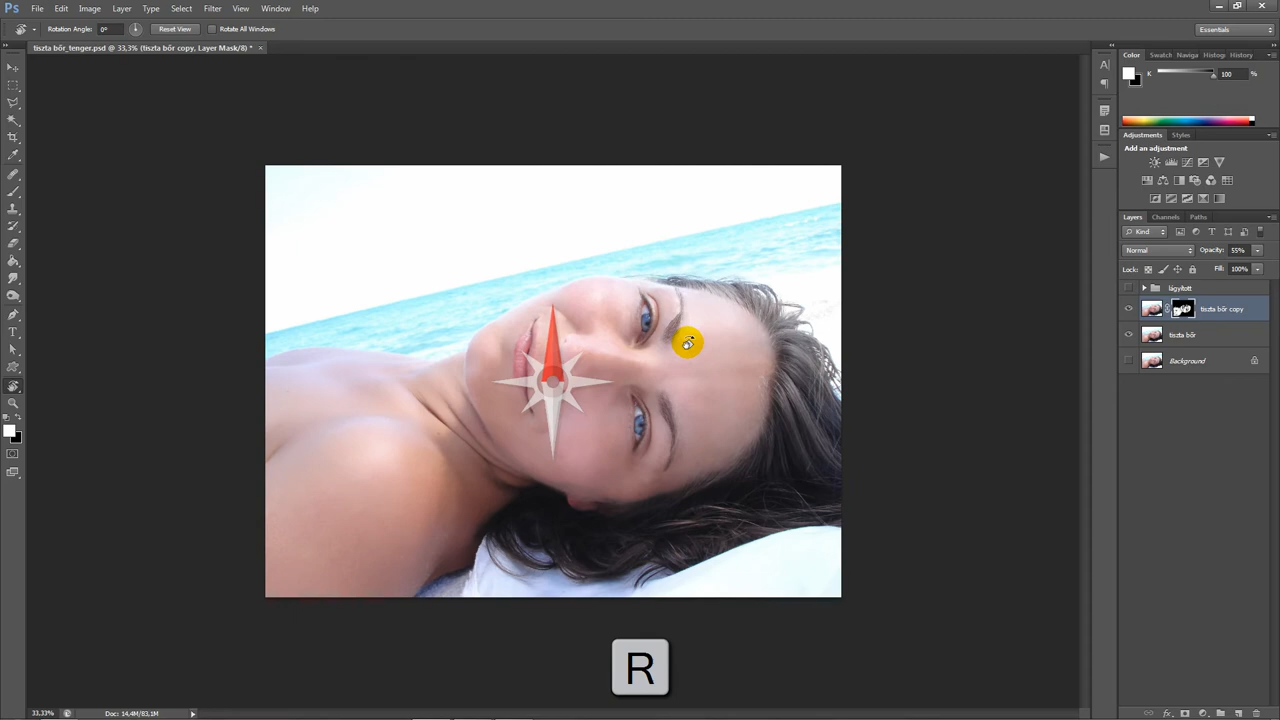 Ps File Edit Image Layer Type Select Filter View Window Help
Rotation Angle: 0° Reset View Rotate All Windows Essentials
tiszta bőr_tenger.psd @ 33,3% (tiszta bőr copy, Layer Mask/8) * ×
Color Swatch Naviga Histog History
K 100 %
Adjustments Styles
Add an adjustment
Layers Channels Paths
Kind
Normal Opacity: 55%
Lock: Fill: 100%
lágyított
tiszta bőr copy
tiszta bőr
Background
R
33,33% Doc: 14,4M/83,1M